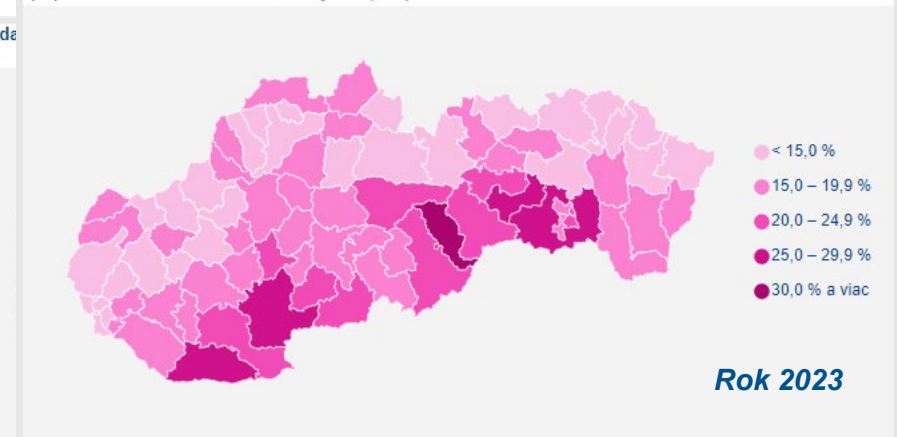 da
< 15,0 %
15,0 – 19,9 %
20,0 – 24,9 %
25,0 – 29,9 %
30,0 % a viac
Rok 2023